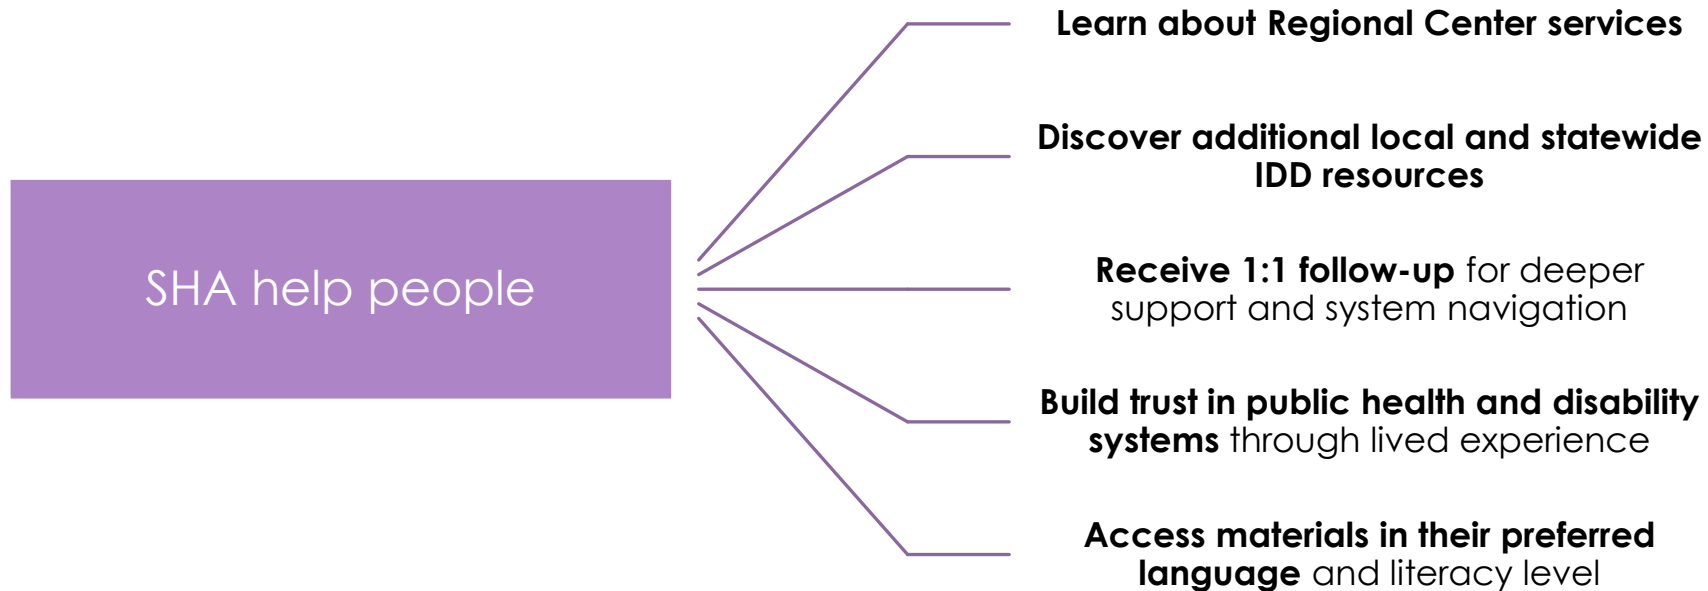 SHA help people
Learn about Regional Center services
Discover additional local and statewide
IDD resources
Receive 1:1 follow-up for deeper
support and system navigation
Build trust in public health and disability
systems through lived experience
Access materials in their preferred
language and literacy level